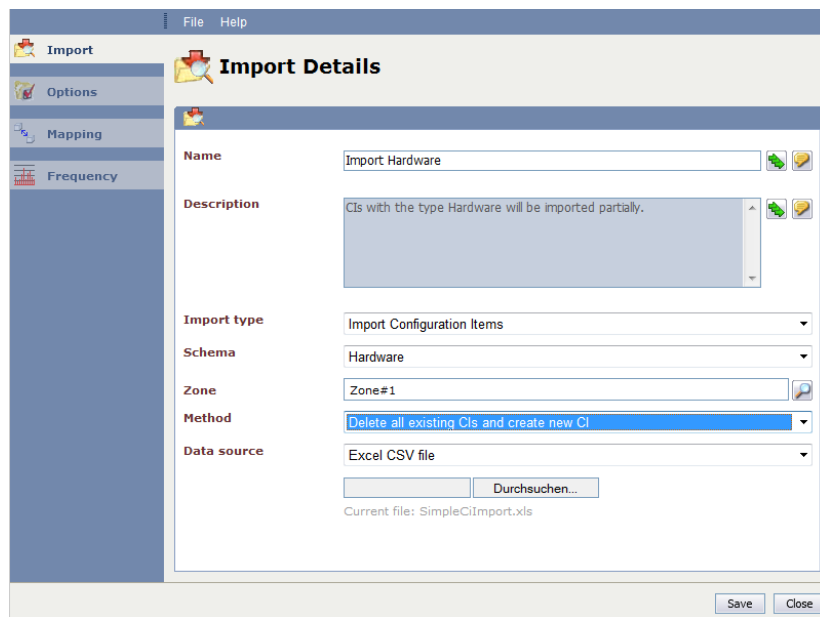 File Help
Import
Options
Mapping
Frequency
Import Details
Name
Import Hardware
Description
CIs with the type Hardware will be imported partially.
Import type
Import Configuration Items
Schema
Hardware
Zone
Zone#1
Method
Delete all existing CIs and create new CI
Data source
Excel CSV file
Durchsuchen...
Current file: SimpleCiImport.xls
Save
Close